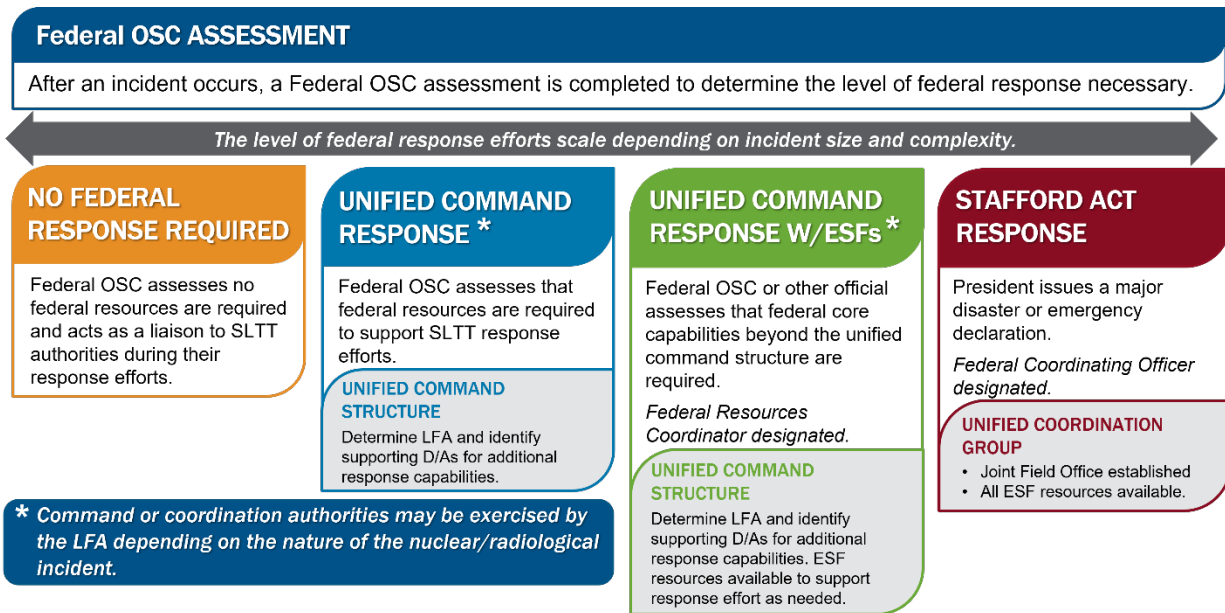 Federal OSC ASSESSMENT
After an incident occurs, a Federal OSC assessment is completed to determine the level of federal response necessary.
The level of federal response efforts scale depending on incident size and complexity.
NO FEDERAL
RESPONSE REQUIRED
Federal OSC assesses no
federal resources are required
and acts as a liaison to SLTT
authorities during their
response efforts.
UNIFIED COMMAND
RESPONSE *
Federal OSC assesses that
federal resources are required
to support SLTT response
efforts.
UNIFIED COMMAND
STRUCTURE
Determine LFA and identify
supporting D/As for additional
response capabilities.
UNIFIED COMMAND
RESPONSE W/ESFs *
Federal OSC or other official
assesses that federal core
capabilities beyond the unified
command structure are
required.
Federal Resources
Coordinator designated.
UNIFIED COMMAND
STRUCTURE
Determine LFA and identify
supporting D/As for additional
response capabilities. ESF
resources available to support
response effort as needed.
STAFFORD ACT
RESPONSE
President issues a major
disaster or emergency
declaration.
Federal Coordinating Officer
designated.
UNIFIED COORDINATION
GROUP
• Joint Field Office established
• All ESF resources available.
* Command or coordination authorities may be exercised by
the LFA depending on the nature of the nuclear/radiological
incident.